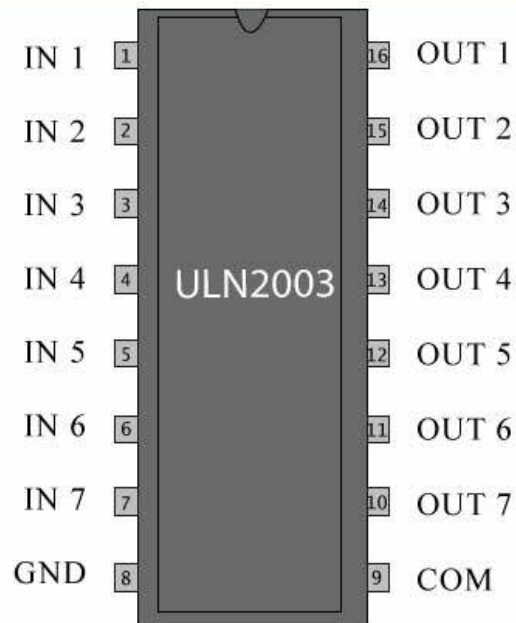 IN 1 1 16 OUT 1
IN 2 2 15 OUT 2
IN 3 3 14 OUT 3
IN 4 4 ULN2003 13 OUT 4
IN 5 5 12 OUT 5
IN 6 6 11 OUT 6
IN 7 7 10 OUT 7
GND 8 9 COM